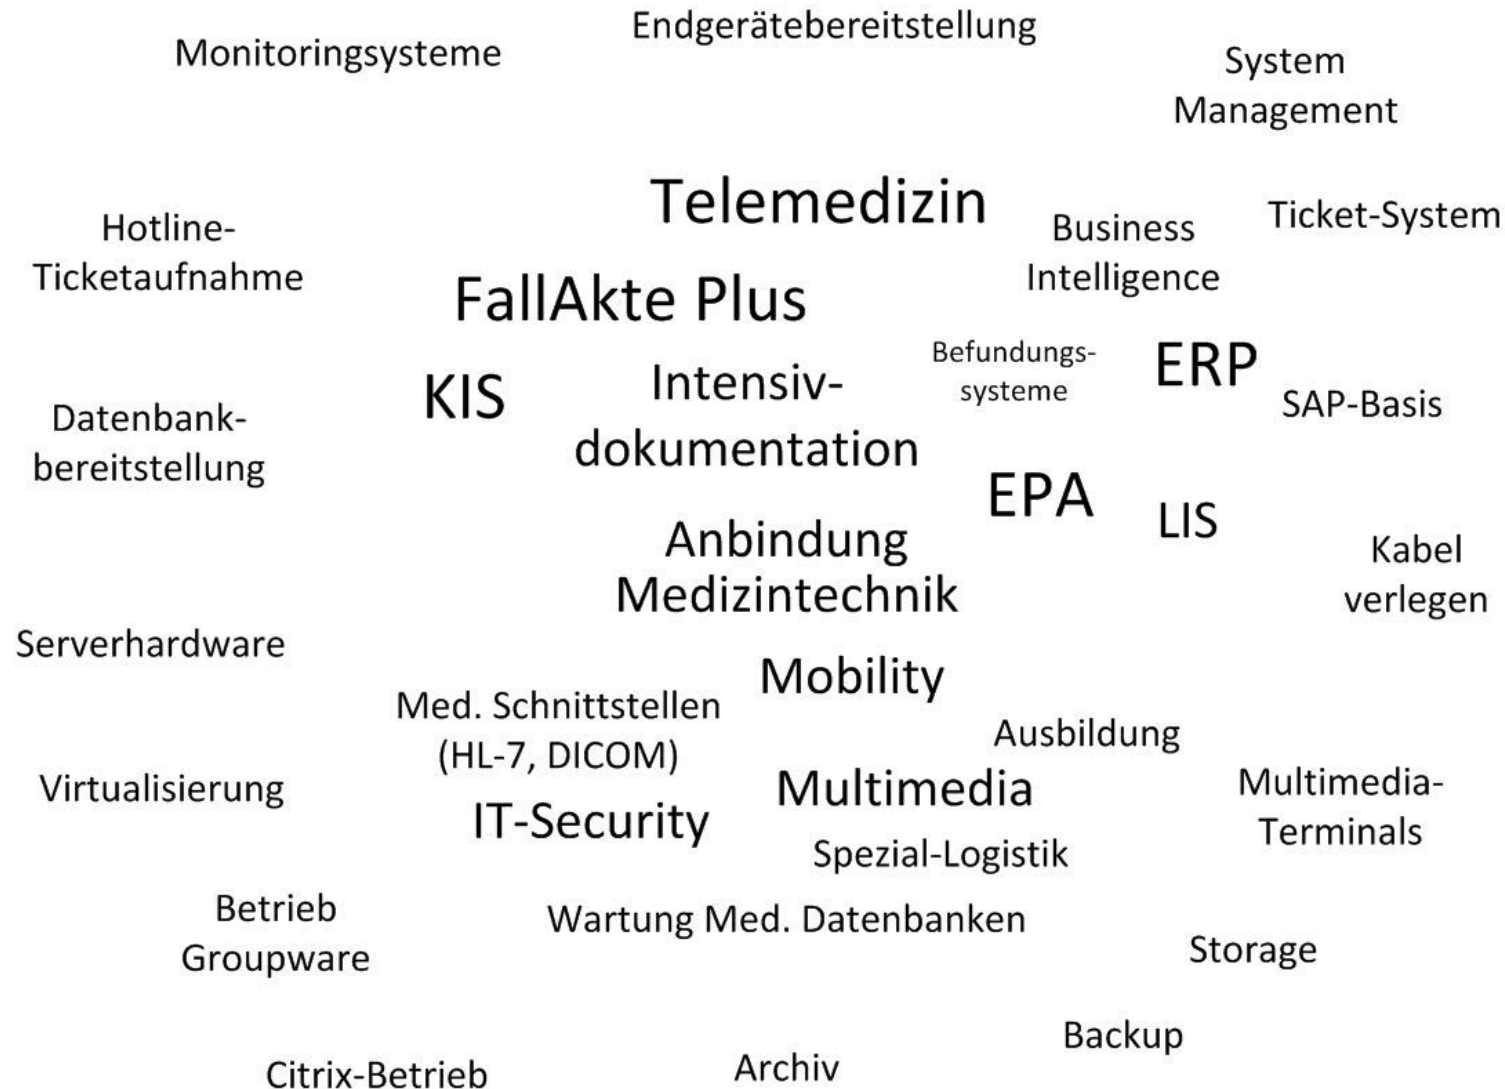 Endgerätebereitstellung
Monitoringsysteme
System
Management
Telemedizin
Hotline-
Ticketaufnahme
Business
Intelligence
Ticket-System
FallAkte Plus
KIS
Intensiv-
dokumentation
Befundungs-
systeme
ERP
SAP-Basis
Datenbank-
bereitstellung
EPA
LIS
Anbindung
Medizintechnik
Kabel
verlegen
Serverhardware
Mobility
Med. Schnittstellen
(HL-7, DICOM)
Ausbildung
Virtualisierung
Multimedia
Multimedia-
Terminals
IT-Security
Spezial-Logistik
Betrieb
Groupware
Wartung Med. Datenbanken
Storage
Backup
Citrix-Betrieb
Archiv